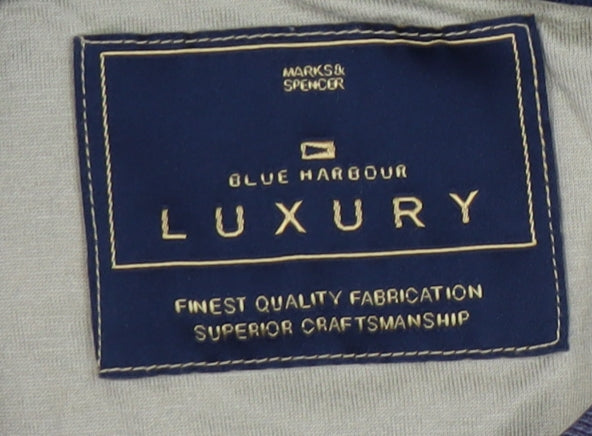 MARKS&
SPENCER
BLUE HARBOUR
LUXURY
FINEST QUALITY FABRICATION
SUPERIOR CRAFTSMANSHIP